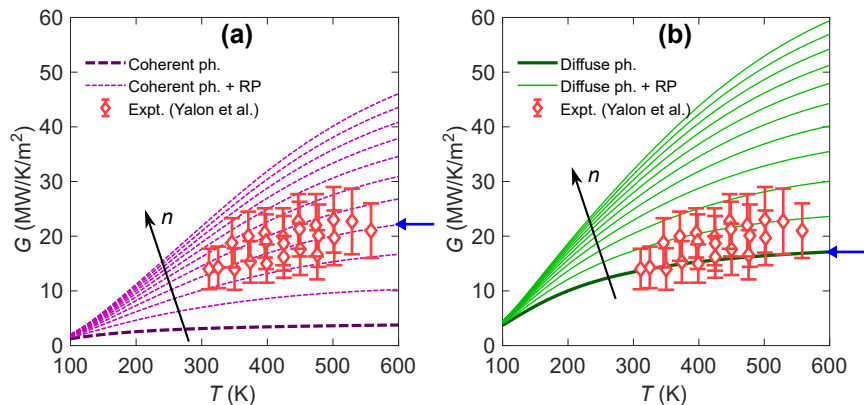 (a)
Coherent ph.
Coherent ph. + RP
Expt. (Yalon et al.)
n
60
50
40
30
20
10
0
G (MW/K/m²)
100 200 300 400 500 600
T (K)
(b)
Diffuse ph.
Diffuse ph. + RP
Expt. (Yalon et al.)
n
60
50
40
30
20
10
0
G (MW/K/m²)
100 200 300 400 500 600
T (K)